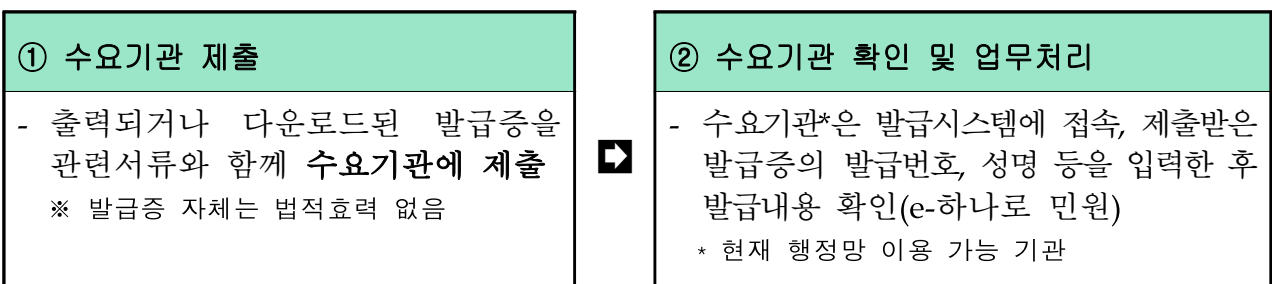 ① 수요기관 제출
- 출력되거나 다운로드된 발급증을
관련서류와 함께 수요기관에 제출
※ 발급증 자체는 법적효력 없음
② 수요기관 확인 및 업무처리
- 수요기관*은 발급시스템에 접속, 제출받은
발급증의 발급번호, 성명 등을 입력한 후
발급내용 확인(e-하나로 민원)
* 현재 행정망 이용 가능 기관